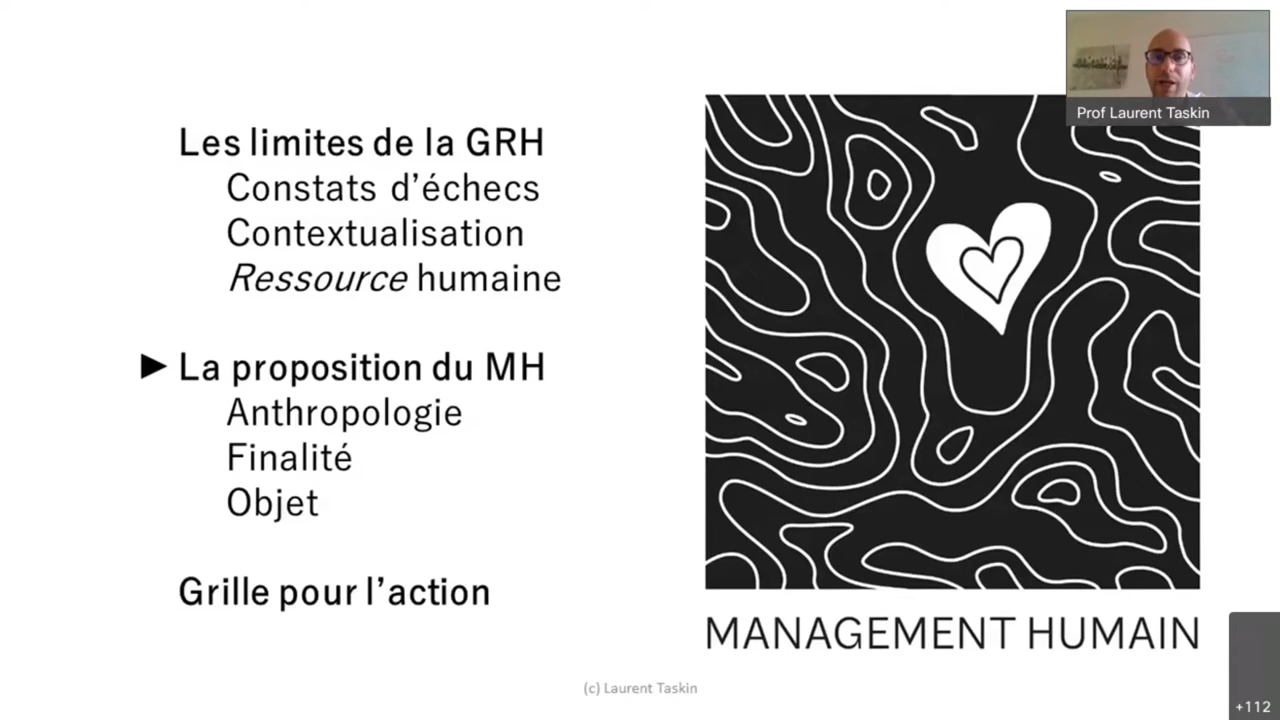 Prof Laurent Taskin
Les limites de la GRH
Constats d’échecs
Contextualisation
Ressource humaine
► La proposition du MH
Anthropologie
Finalité
Objet
Grille pour l’action
MANAGEMENT HUMAIN
(c) Laurent Taskin
+112